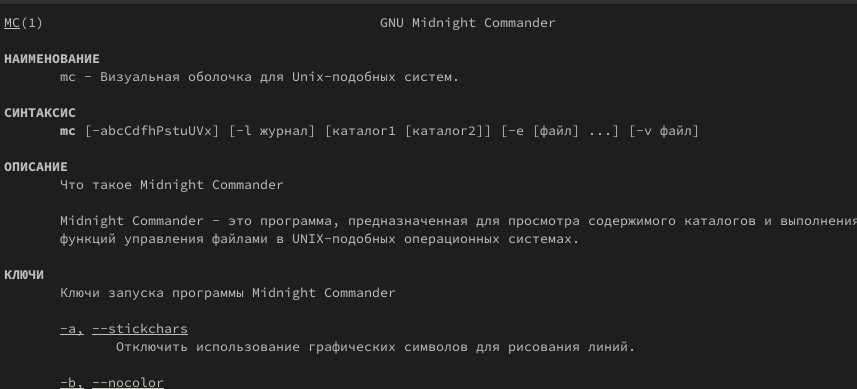 MC(1) GNU Midnight Commander
НАИМЕНОВАНИЕ
mc - Визуальная оболочка для Unix-подобных систем.
СИНТАКСИС
mc [-abcCdfhPstuUVx] [-l журнал] [каталог1 [каталог2]] [-e [файл] ...] [-v файл]
ОПИСАНИЕ
Что такое Midnight Commander
Midnight Commander - это программа, предназначенная для просмотра содержимого каталогов и выполнения
функций управления файлами в UNIX-подобных операционных системах.
КЛЮЧИ
Ключи запуска программы Midnight Commander
-a, --stickchars
Отключить использование графических символов для рисования линий.
-b, --nocolor